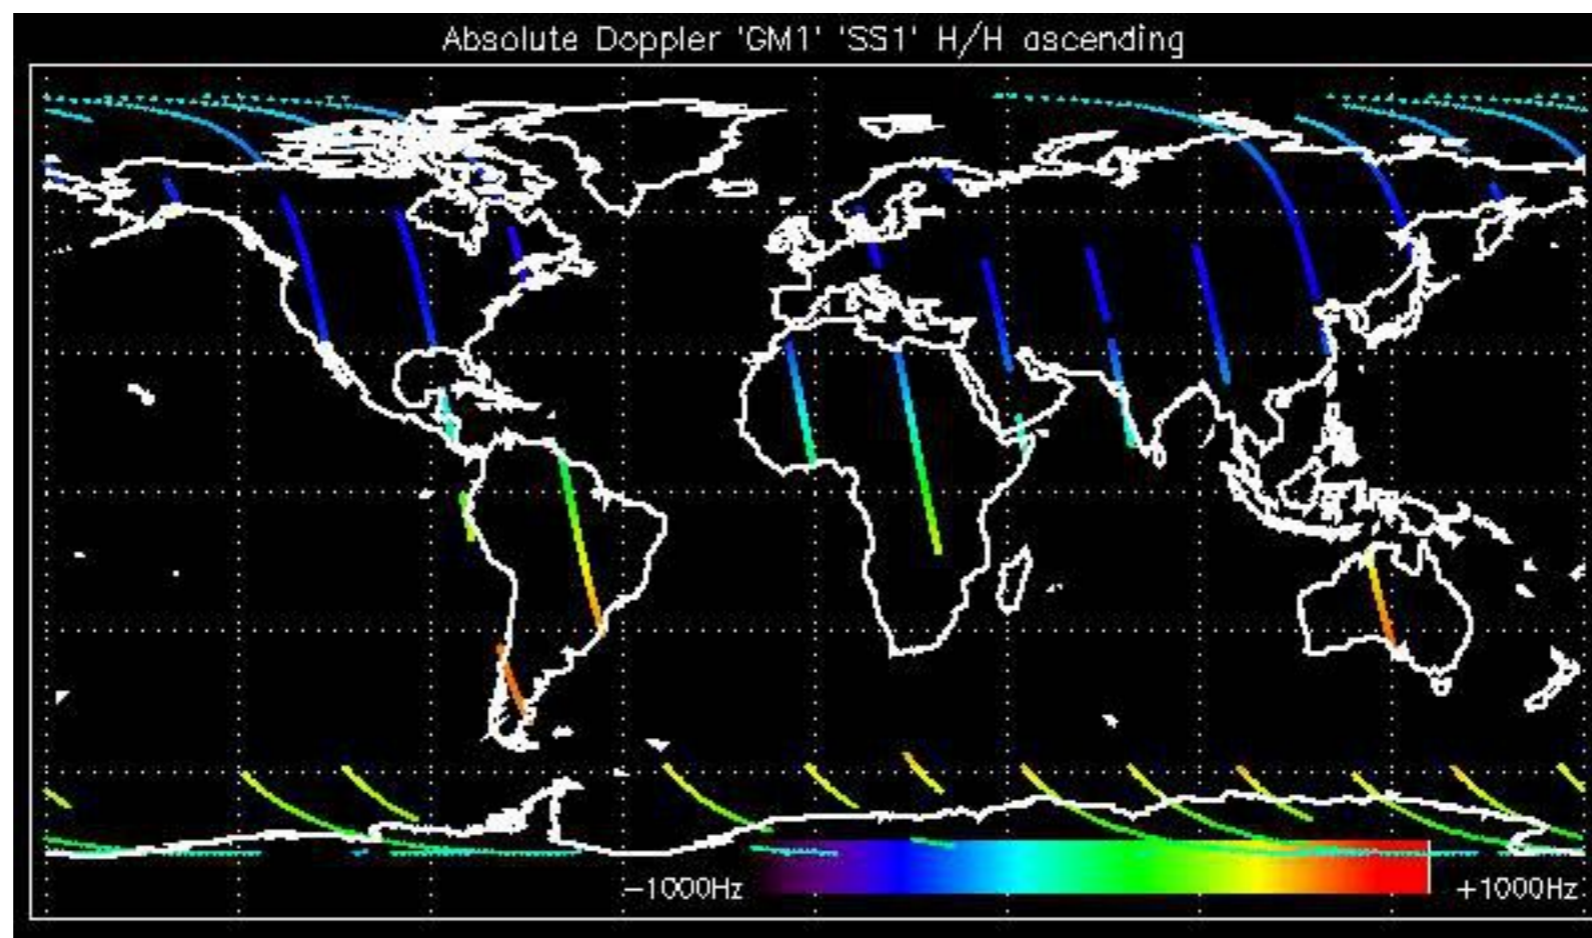 Absolute Doppler 'GM1' 'SS1' H/H ascending
-1000Hz
+1000Hz